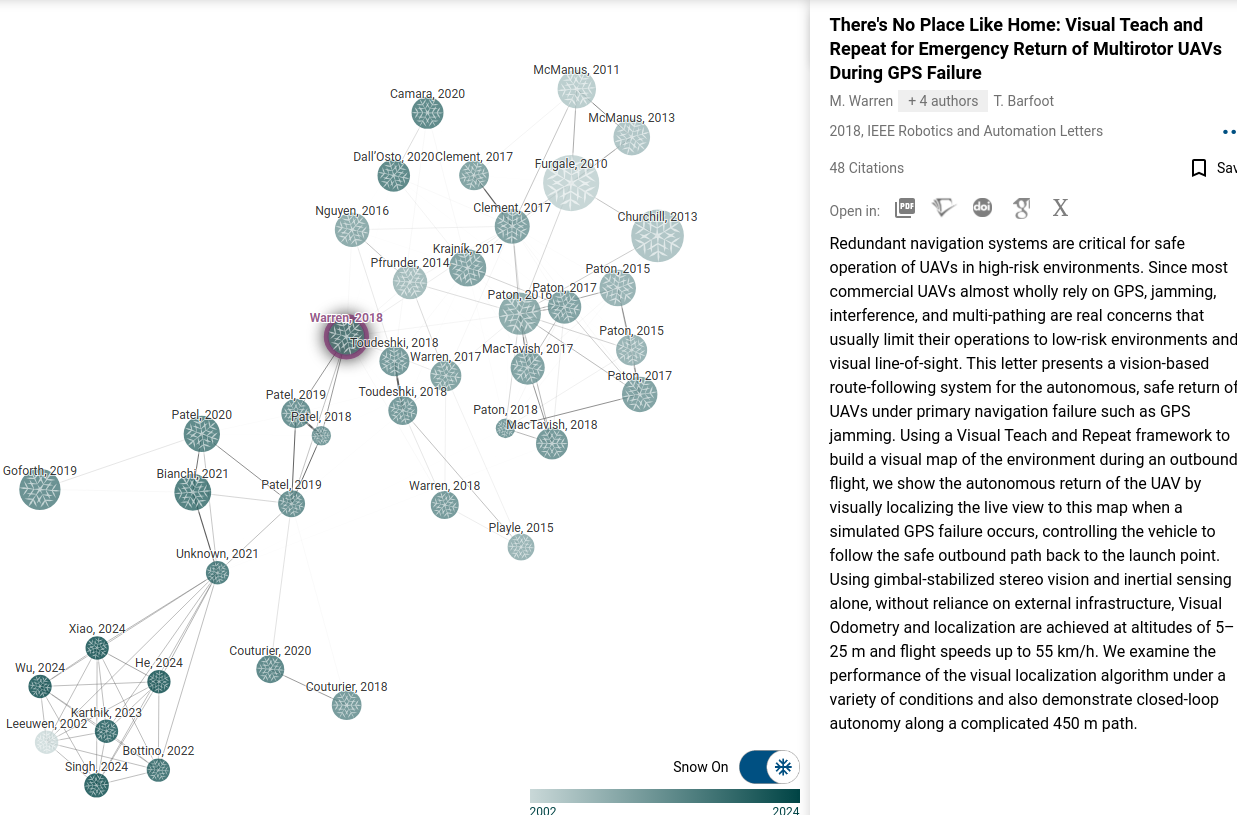 McManus, 2011
Camara, 2020
McManus, 2013
Dall'Osto, 2020
Clement, 2017
Furgale, 2010
Nguyen, 2016
Clement, 2017
Churchill, 2013
Krajník, 2017
Pfrunder, 2014
Paton, 2015
Paton, 2016
Paton, 2017
Warren, 2018
Paton, 2015
Toudeshki, 2018
Warren, 2017
MacTavish, 2017
Paton, 2017
Patel, 2019
Toudeshki, 2018
Patel, 2020
Patel, 2018
Paton, 2018
MacTavish, 2018
Goforth, 2019
Bianchi, 2021
Patel, 2019
Warren, 2018
Playle, 2015
Unknown, 2021
Xiao, 2024
Couturier, 2020
Wu, 2024
He, 2024
Couturier, 2018
Karthik, 2023
Leeuwen, 2002
Bottino, 2022
Singh, 2024
Snow On
2002
2024
There's No Place Like Home: Visual Teach and
Repeat for Emergency Return of Multirotor UAVs
During GPS Failure
M. Warren + 4 authors T. Barfoot
2018, IEEE Robotics and Automation Letters
48 Citations
Sav
Open in: PDF doi g X
Redundant navigation systems are critical for safe
operation of UAVs in high-risk environments. Since most
commercial UAVs almost wholly rely on GPS, jamming,
interference, and multi-pathing are real concerns that
usually limit their operations to low-risk environments and
visual line-of-sight. This letter presents a vision-based
route-following system for the autonomous, safe return of
UAVs under primary navigation failure such as GPS
jamming. Using a Visual Teach and Repeat framework to
build a visual map of the environment during an outbound
flight, we show the autonomous return of the UAV by
visually localizing the live view to this map when a
simulated GPS failure occurs, controlling the vehicle to
follow the safe outbound path back to the launch point.
Using gimbal-stabilized stereo vision and inertial sensing
alone, without reliance on external infrastructure, Visual
Odometry and localization are achieved at altitudes of 5–
25 m and flight speeds up to 55 km/h. We examine the
performance of the visual localization algorithm under a
variety of conditions and also demonstrate closed-loop
autonomy along a complicated 450 m path.